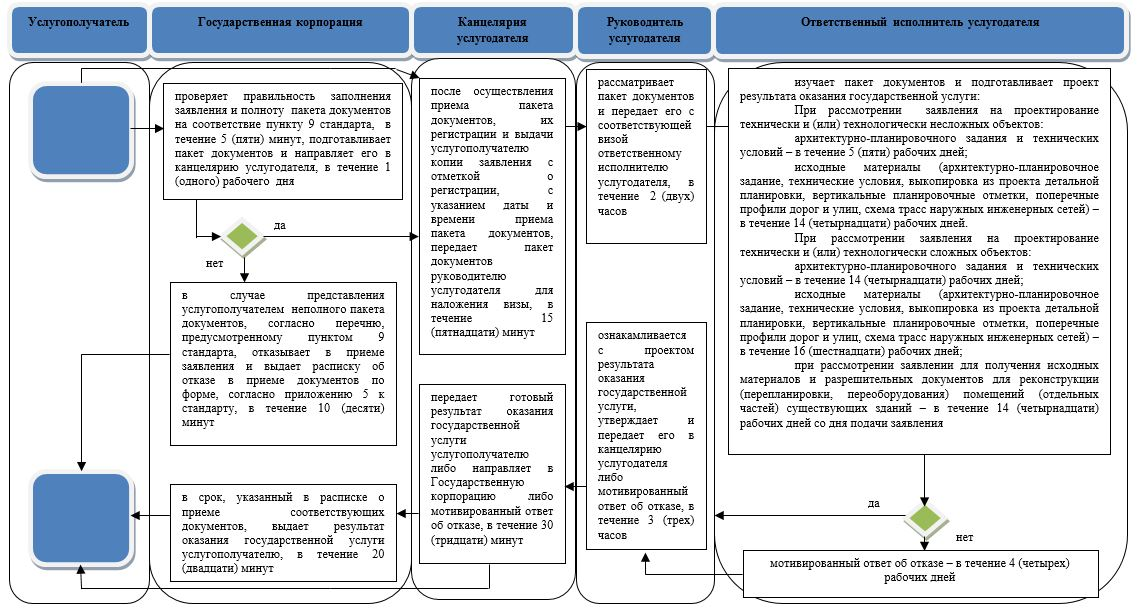 Услугополучатель
Государственная корпорация
Канцелярия
услугодателя
Руководитель
услугодателя
Ответственный исполнитель услугодателя
проверяет правильность заполнения
заявления и полноту пакета документов
на соответствие пункту 9 стандарта, в
течение 5 (пяти) минут, подготавливает
пакет документов и направляет его в
канцелярию услугодателя, в течение 1
(одного) рабочего дня
да
нет
в случае представления
услугополучателем неполного пакета
документов, согласно перечню,
предусмотренному пунктом 9
стандарта, отказывает в приеме
заявления и выдает расписку об
отказе в приеме документов по
форме, согласно приложению 5 к
стандарту, в течение 10 (десяти)
минут
в срок, указанный в расписке о
приеме соответствующих
документов, выдает результат
оказания государственной услуги
услугополучателю, в течение 20
(двадцати) минут
после осуществления
приема пакета
документов, их
регистрации и выдачи
услугополучателю
копии заявления с
отметкой о
регистрации, с
указанием даты и
времени приема
пакета документов,
передает пакет
документов
руководителю
услугодателя для
наложения визы, в
течение 15
(пятнадцати) минут
передает готовый
результат оказания
государственной
услуги
услугополучателю
либо направляет в
Государственную
корпорацию либо
мотивированный ответ
об отказе, в течение 30
(тридцати) минут
рассматривает
пакет документов
и передает его с
соответствующей
визой
ответственному
исполнителю
услугодателя, в
течение 2 (двух)
часов
ознакамливается
с проектом
результата
оказания
государственной
услуги,
утверждает и
передает его в
канцелярию
услугодателя
либо
мотивированный
ответ об отказе, в
течение 3 (трех)
часов
изучает пакет документов и подготавливает проект
результата оказания государственной услуги:
При рассмотрении заявления на проектирование
технически и (или) технологически несложных объектов:
архитектурно-планировочного задания и технических
условий – в течение 5 (пяти) рабочих дней;
исходные материалы (архитектурно-планировочное
задание, технические условия, выкопировка из проекта детальной
планировки, вертикальные планировочные отметки, поперечные
профили дорог и улиц, схема трасс наружных инженерных сетей) –
в течение 14 (четырнадцати) рабочих дней.
При рассмотрении заявления на проектирование
технически и (или) технологически сложных объектов:
архитектурно-планировочного задания и технических
условий – в течение 14 (четырнадцати) рабочих дней;
исходные материалы (архитектурно-планировочное
задание, технические условия, выкопировка из проекта детальной
планировки, вертикальные планировочные отметки, поперечные
профили дорог и улиц, схема трасс наружных инженерных сетей) –
в течение 16 (шестнадцати) рабочих дней;
при рассмотрении заявлении для получения исходных
материалов и разрешительных документов для реконструкции
(перепланировки, переоборудования) помещений (отдельных
частей) существующих зданий – в течение 14 (четырнадцати)
рабочих дней со дня подачи заявления
да
нет
мотивированный ответ об отказе – в течение 4 (четырех)
рабочих дней